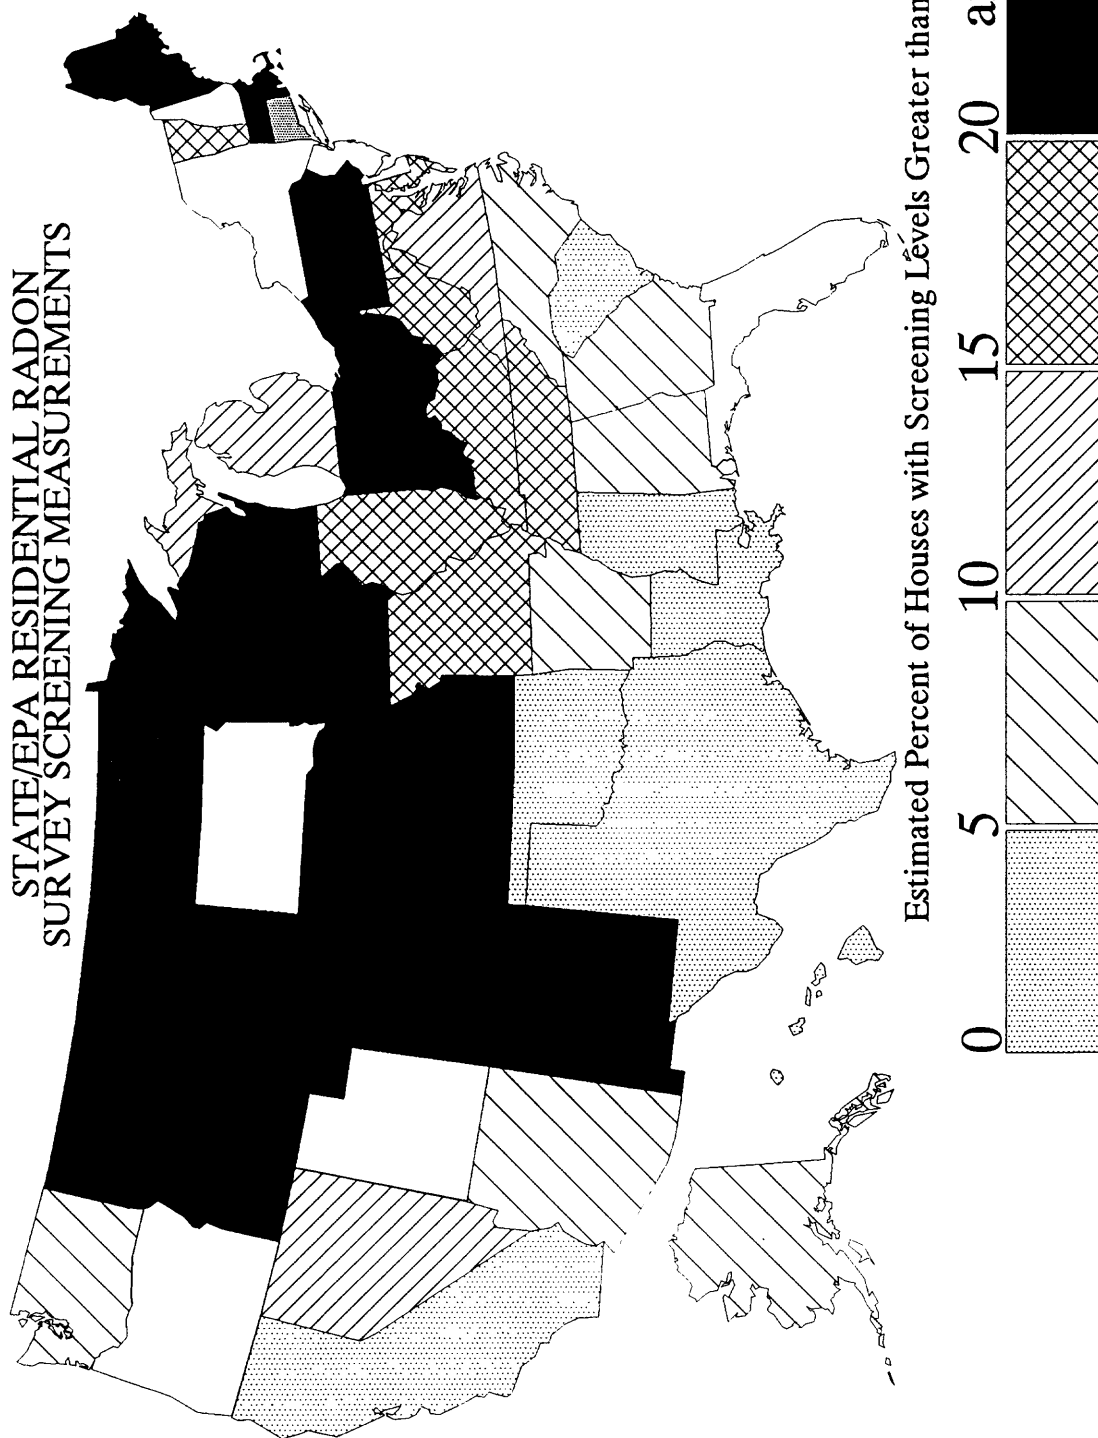 STATE/EPA RESIDENTIAL RADON
SURVEY SCREENING MEASUREMENTS
Estimated Percent of Houses with Screening Levels Greater than
0 5 10 15 20 a